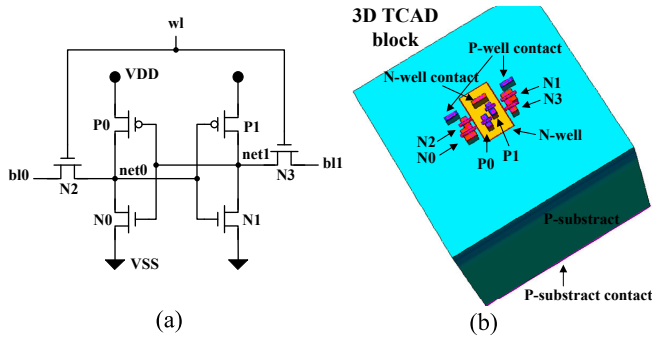 wl
VDD
P0
P1
net1
bl0
N2
net0
N3
bl1
N0
N1
VSS
(a)
3D TCAD
block
P-well contact
N-well contact
N1
N3
N2
N0
N-well
P0
P1
P-substract
P-substract contact
(b)